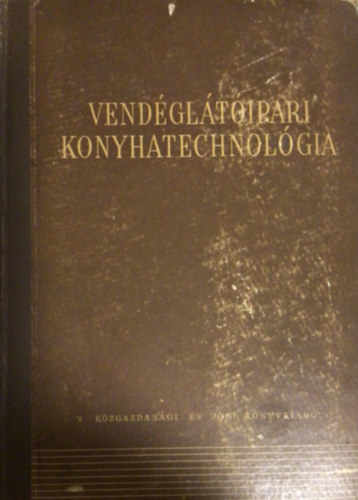 VENDÉGLÁTOIPARI
KONYHATECHNOLÓGIA
KÖZGAZDASÁGI ÉS JOGI KÖNYVKIADÓ